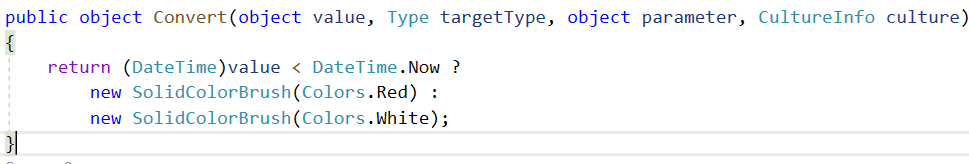 public object Convert(object value, Type targetType, object parameter, CultureInfo culture)
{
return (DateTime)value < DateTime.Now ?
new SolidColorBrush(Colors.Red) :
new SolidColorBrush(Colors.White);
}